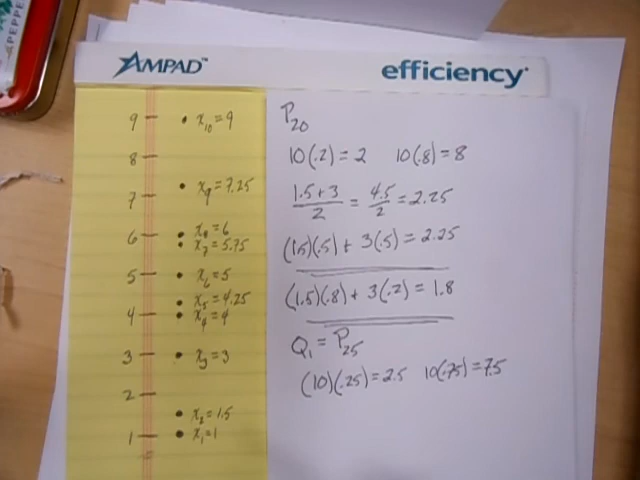 PEPPE
AMPAD™
efficiency
9 — • x₁₀=9
8 —
7 — • x₉=7.25
6 — • x₈=6
• x₇=5.75
5 — • x₆=5
• x₅=4.25
4 — • x₄=4
3 — • x₃=3
2 —
• x₂=1.5
1 — • x₁=1
P₂₀
10(.2)=2 10(.8)=8
(1.5+3)/2 = 4.5/2 = 2.25
(1.5)(.5)+3(.5)=2.25
(1.5)(.8)+3(.2)=1.8
Q₁=P₂₅
(10)(.25)=2.5 10(.75)=7.5